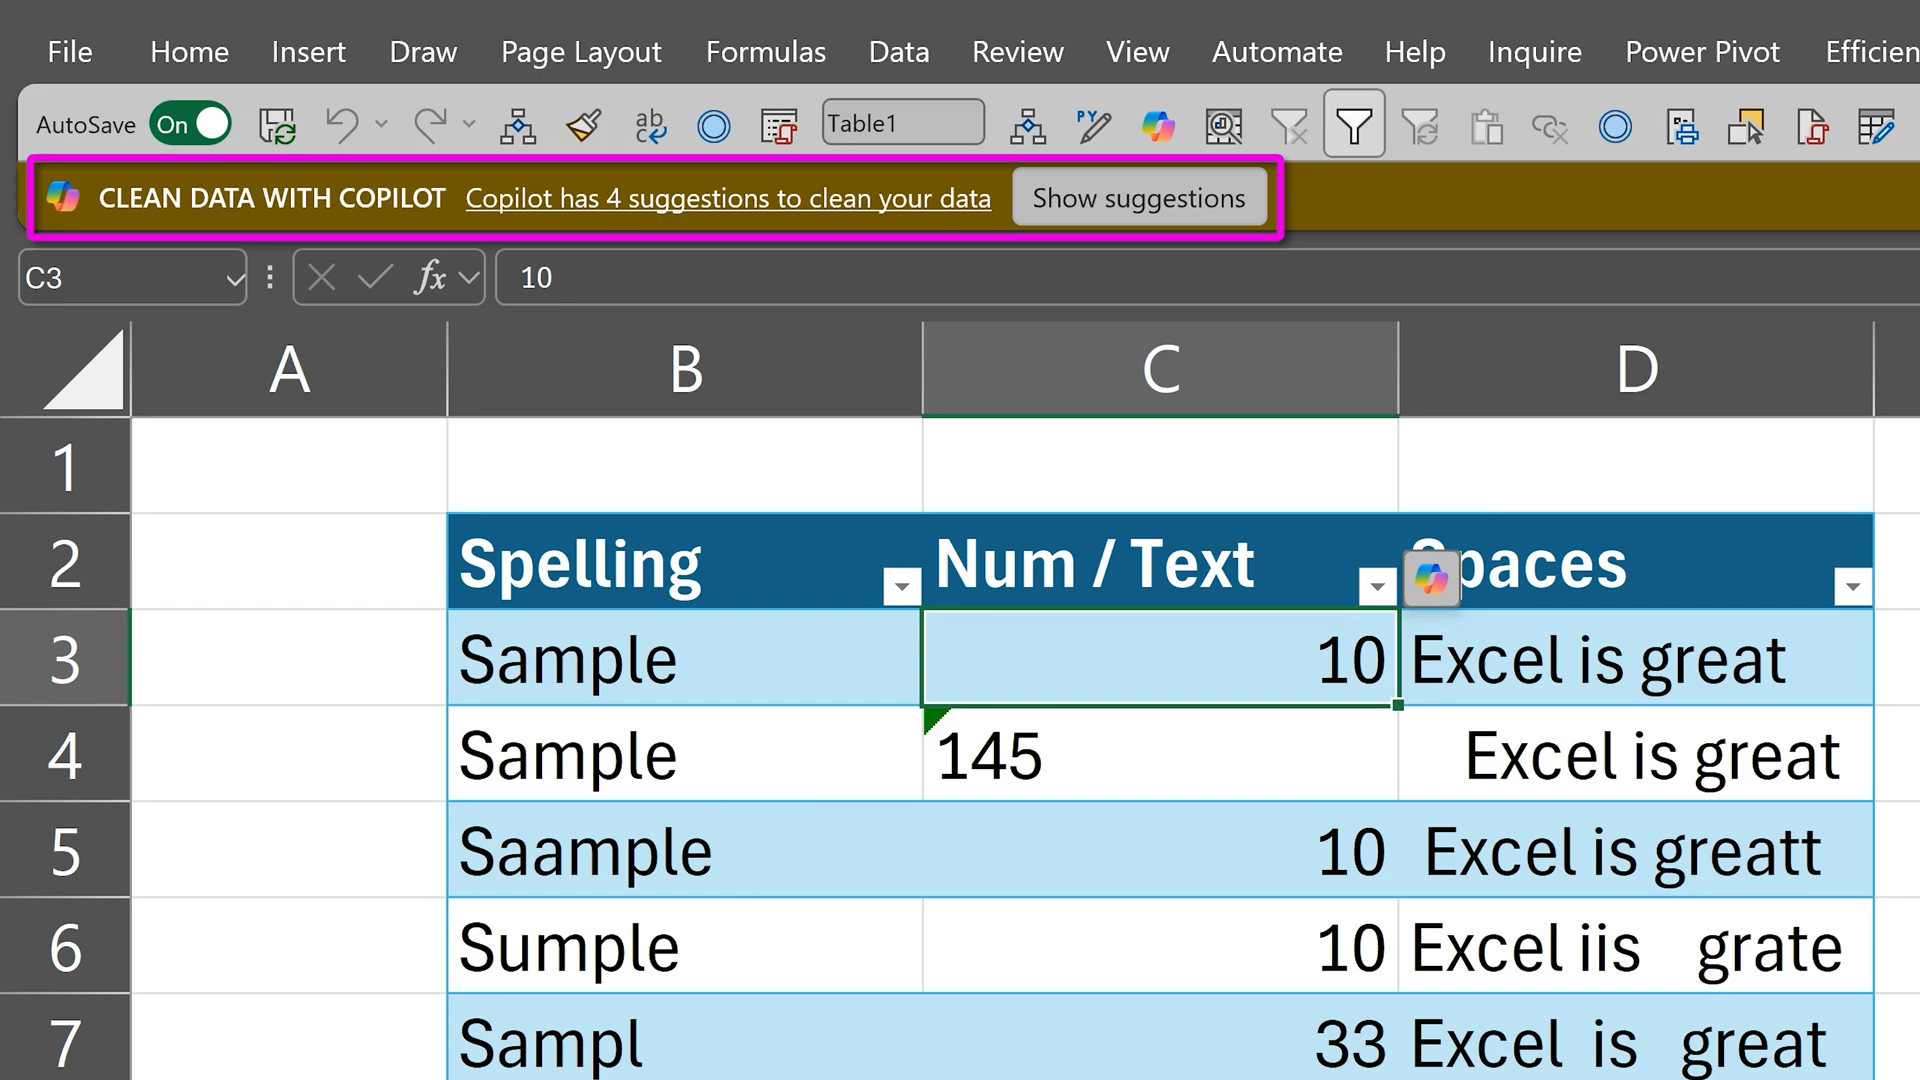 File Home Insert Draw Page Layout Formulas Data Review View Automate Help Inquire Power Pivot Efficien
AutoSave On Table1 PY
CLEAN DATA WITH COPILOT Copilot has 4 suggestions to clean your data Show suggestions
C3 fx 10
A B C D
1
2 Spelling Num / Text Spaces
3 Sample 10 Excel is great
4 Sample 145 Excel is great
5 Saample 10 Excel is greatt
6 Sumple 10 Excel iis    grate
7 Sampl 33 Excel  is   great